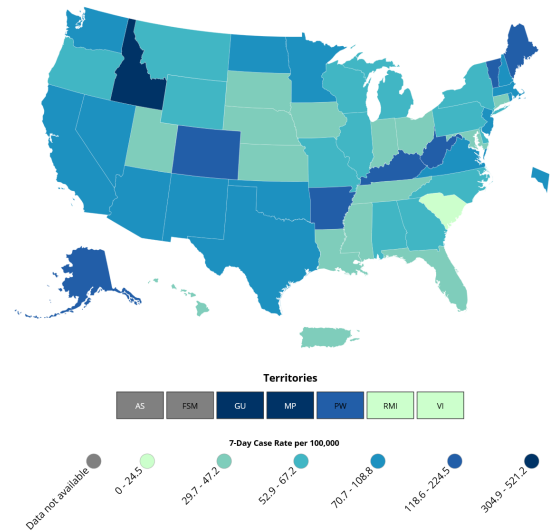 Territories
AS FSM GU MP PW RMI VI
7-Day Case Rate per 100,000
Data not available 0 - 24.5 29.7 - 47.2 52.9 - 67.2 70.7 - 108.8 118.6 - 224.5 304.9 - 521.2